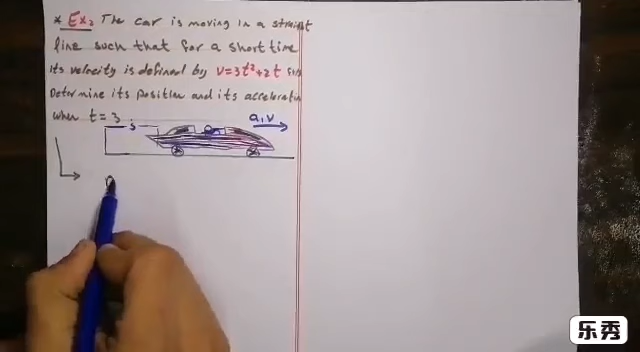 * Ex2 The car is moving in a straight
line such that for a short time
its velocity is defined by v=3t²+2t ft/s
Determine its position and its acceleration
when t=3
s
a,v
乐秀